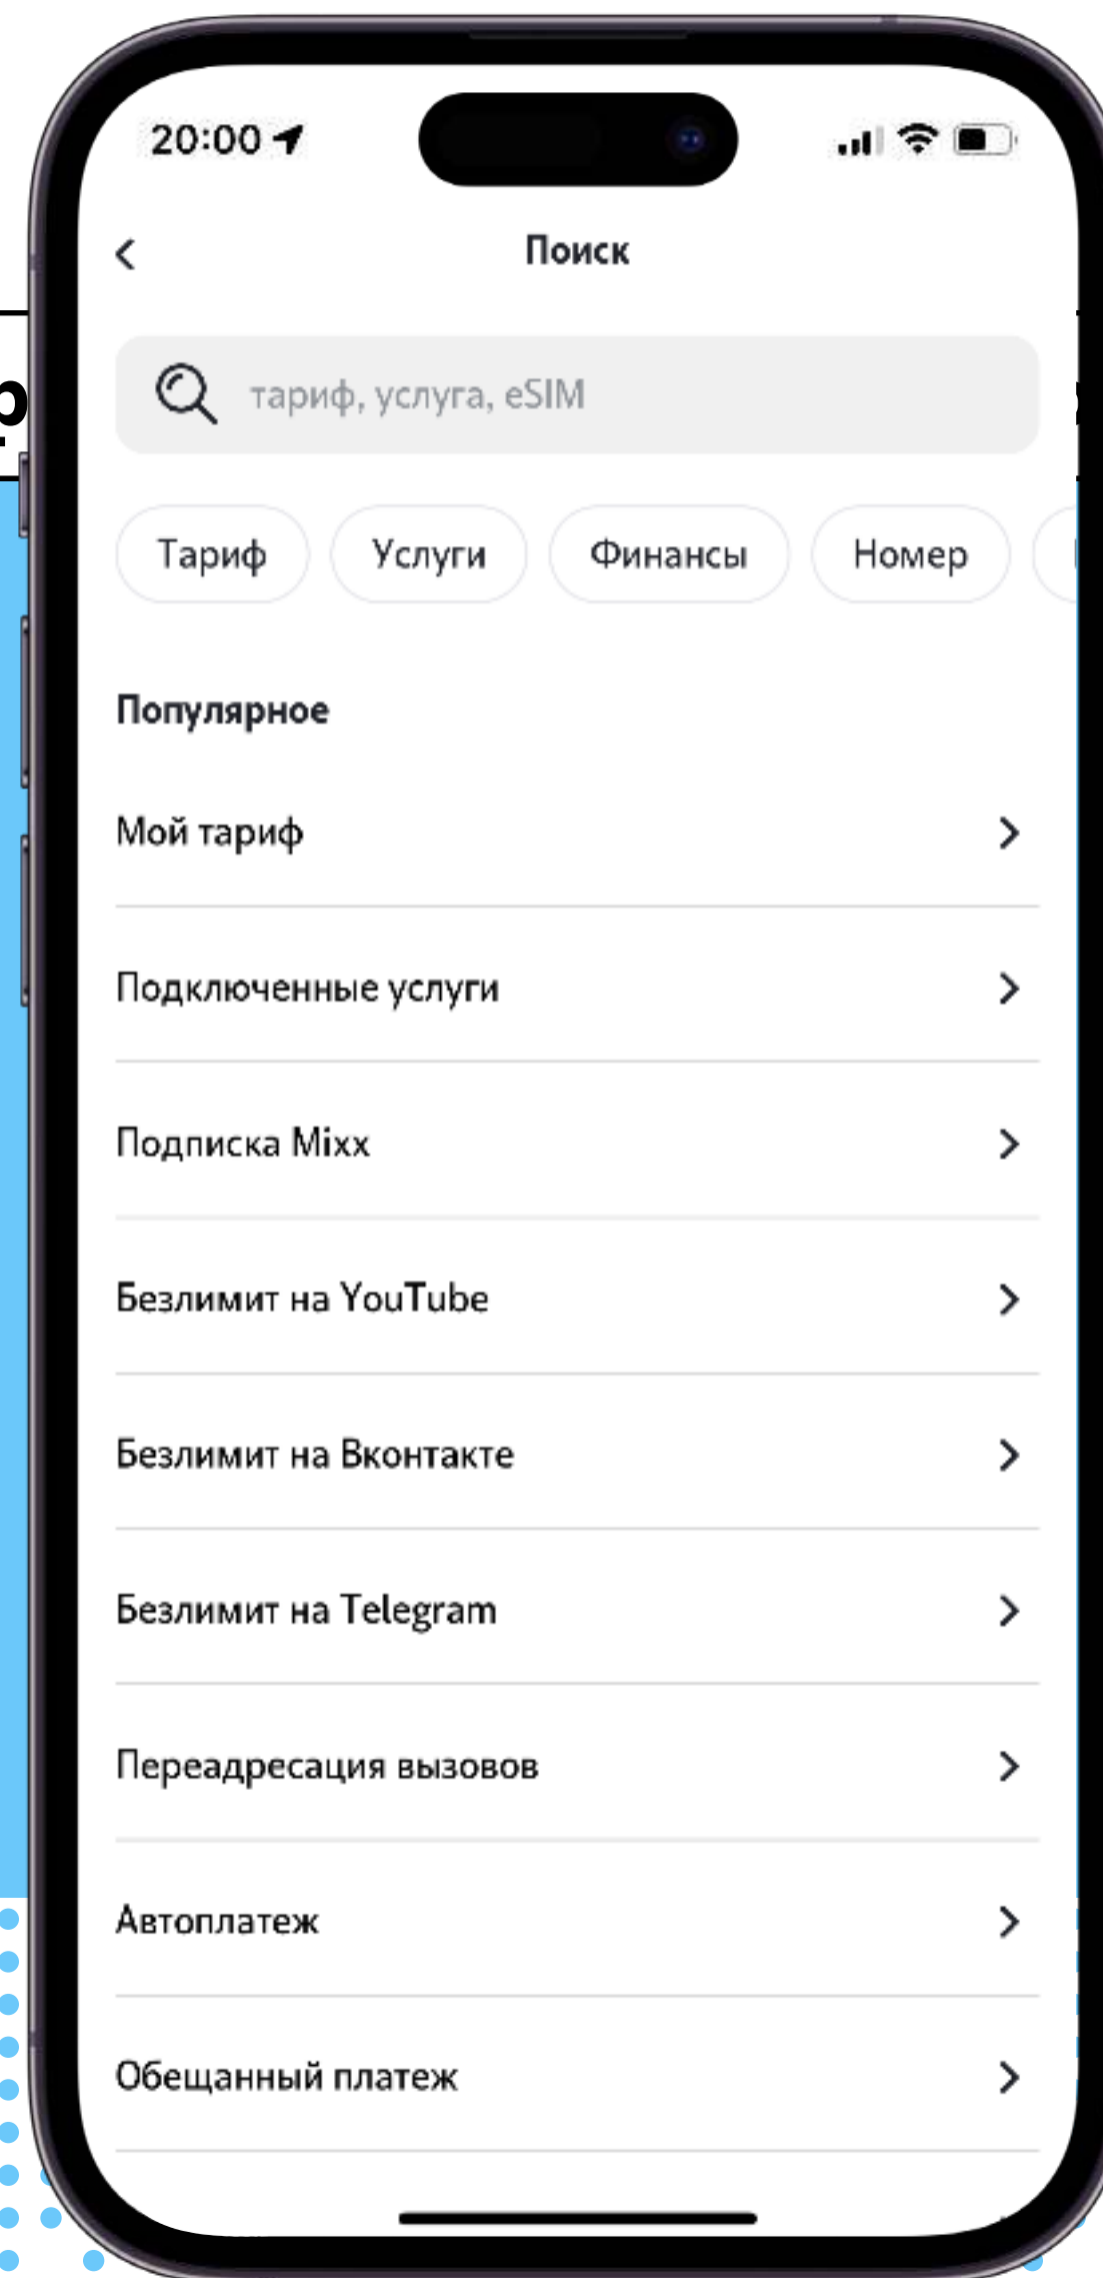 20:00
Поиск
тариф, услуга, eSIM
Тариф Услуги Финансы Номер
Популярное
Мой тариф
Подключенные услуги
Подписка Mixx
Безлимит на YouTube
Безлимит на Вконтакте
Безлимит на Telegram
Переадресация вызовов
Автоплатеж
Обещанный платеж